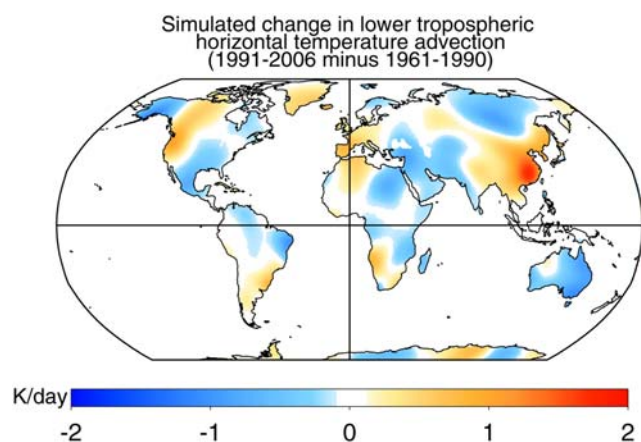 Simulated change in lower tropospheric
horizontal temperature advection
(1991-2006 minus 1961-1990)
K/day
-2 -1 0 1 2